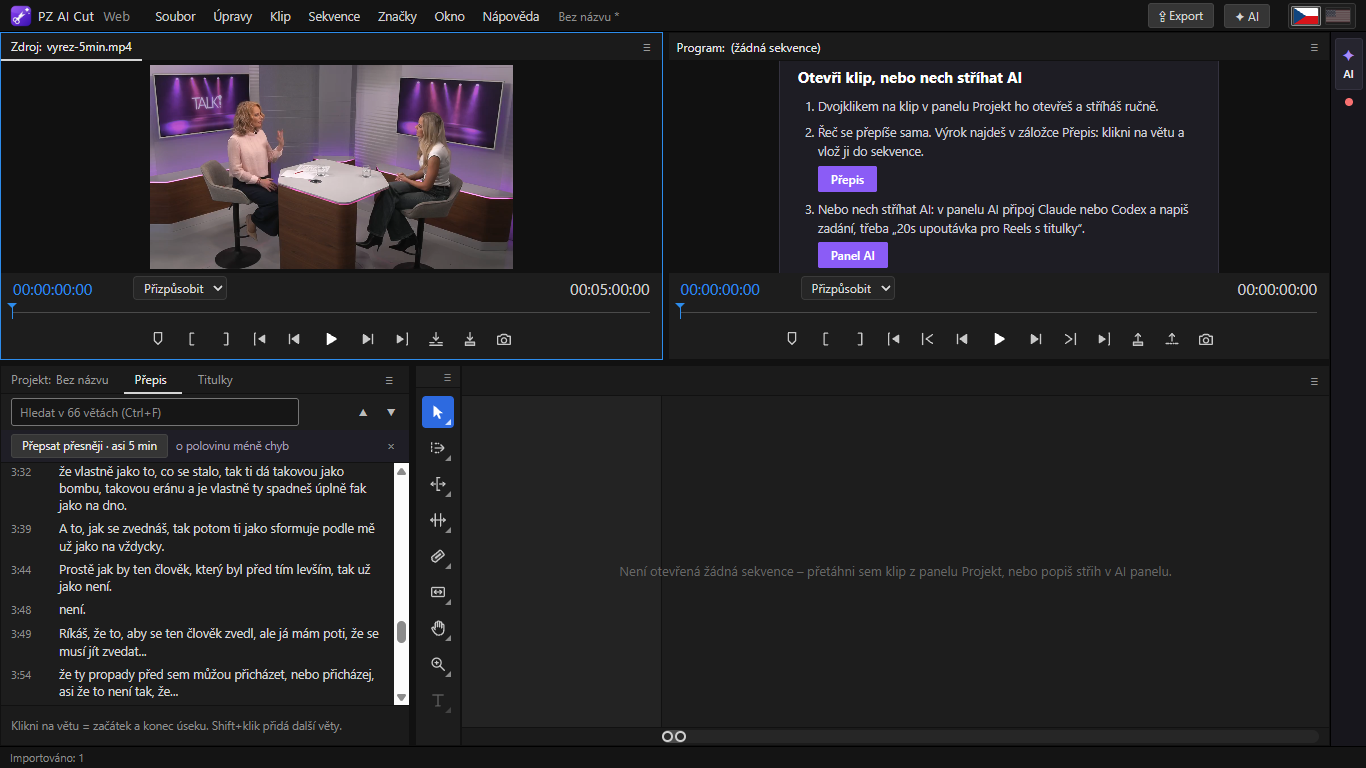 PZ AI Cut Web Soubor Úpravy Klip Sekvence Značky Okno Nápověda Bez názvu *
Export
AI
Zdroj: vyrez-5min.mp4
TALK?
00:00:00:00
Přizpůsobit
00:05:00:00
Program: (žádná sekvence)
Otevři klip, nebo nech stříhat AI
1. Dvojklikem na klip v panelu Projekt ho otevřeš a stříháš ručně.
2. Řeč se přepíše sama. Výrok najdeš v záložce Přepis: klikni na větu a
vlož ji do sekvence.
Přepis
3. Nebo nech stříhat AI: v panelu AI připoj Claude nebo Codex a napiš
zadání, třeba „20s upoutávka pro Reels s titulky“.
Panel AI
00:00:00:00
Přizpůsobit
00:00:00:00
AI
Projekt: Bez názvu Přepis Titulky
Hledat v 66 větách (Ctrl+F)
Přepsat přesněji · asi 5 min
o polovinu méně chyb
×
3:32 že vlastně jako to, co se stalo, tak ti dá takovou jako
bombu, takovou eránu a je vlastně ty spadneš úplně fak
jako na dno.
3:39 A to, jak se zvednáš, tak potom ti jako sformuje podle mě
už jako na vždycky.
3:44 Prostě jak by ten člověk, který byl před tím levším, tak už
jako není.
3:48 není.
3:49 Ríkáš, že to, aby se ten člověk zvedl, ale já mám poti, že se
musí jít zvedat...
3:54 že ty propady před sem můžou přicházet, nebo přicházej,
asi že to není tak, že...
Klikni na větu = začátek a konec úseku. Shift+klik přidá další věty.
Není otevřená žádná sekvence – přetáhni sem klip z panelu Projekt, nebo popiš střih v AI panelu.
Importováno: 1